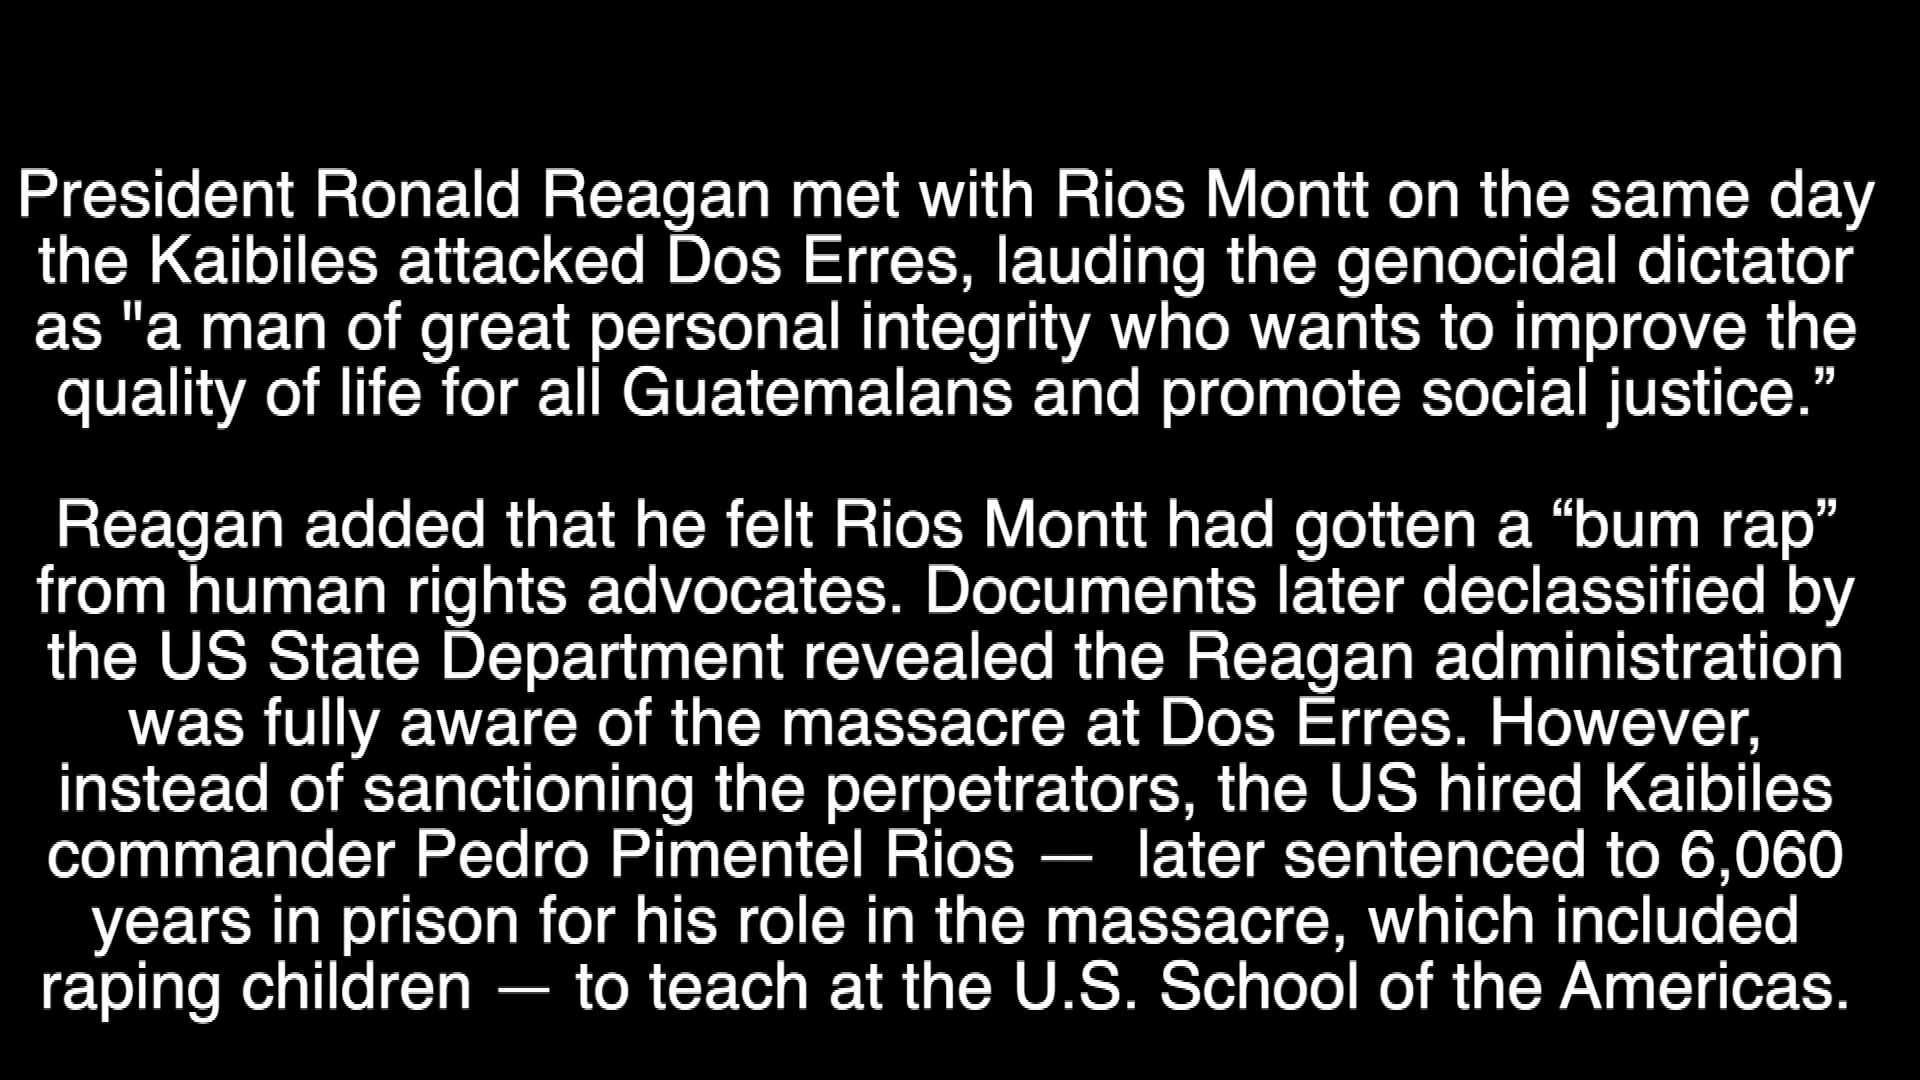 President Ronald Reagan met with Rios Montt on the same day
the Kaibiles attacked Dos Erres, lauding the genocidal dictator
as "a man of great personal integrity who wants to improve the
quality of life for all Guatemalans and promote social justice.”
Reagan added that he felt Rios Montt had gotten a “bum rap”
from human rights advocates. Documents later declassified by
the US State Department revealed the Reagan administration
was fully aware of the massacre at Dos Erres. However,
instead of sanctioning the perpetrators, the US hired Kaibiles
commander Pedro Pimentel Rios — later sentenced to 6,060
years in prison for his role in the massacre, which included
raping children — to teach at the U.S. School of the Americas.